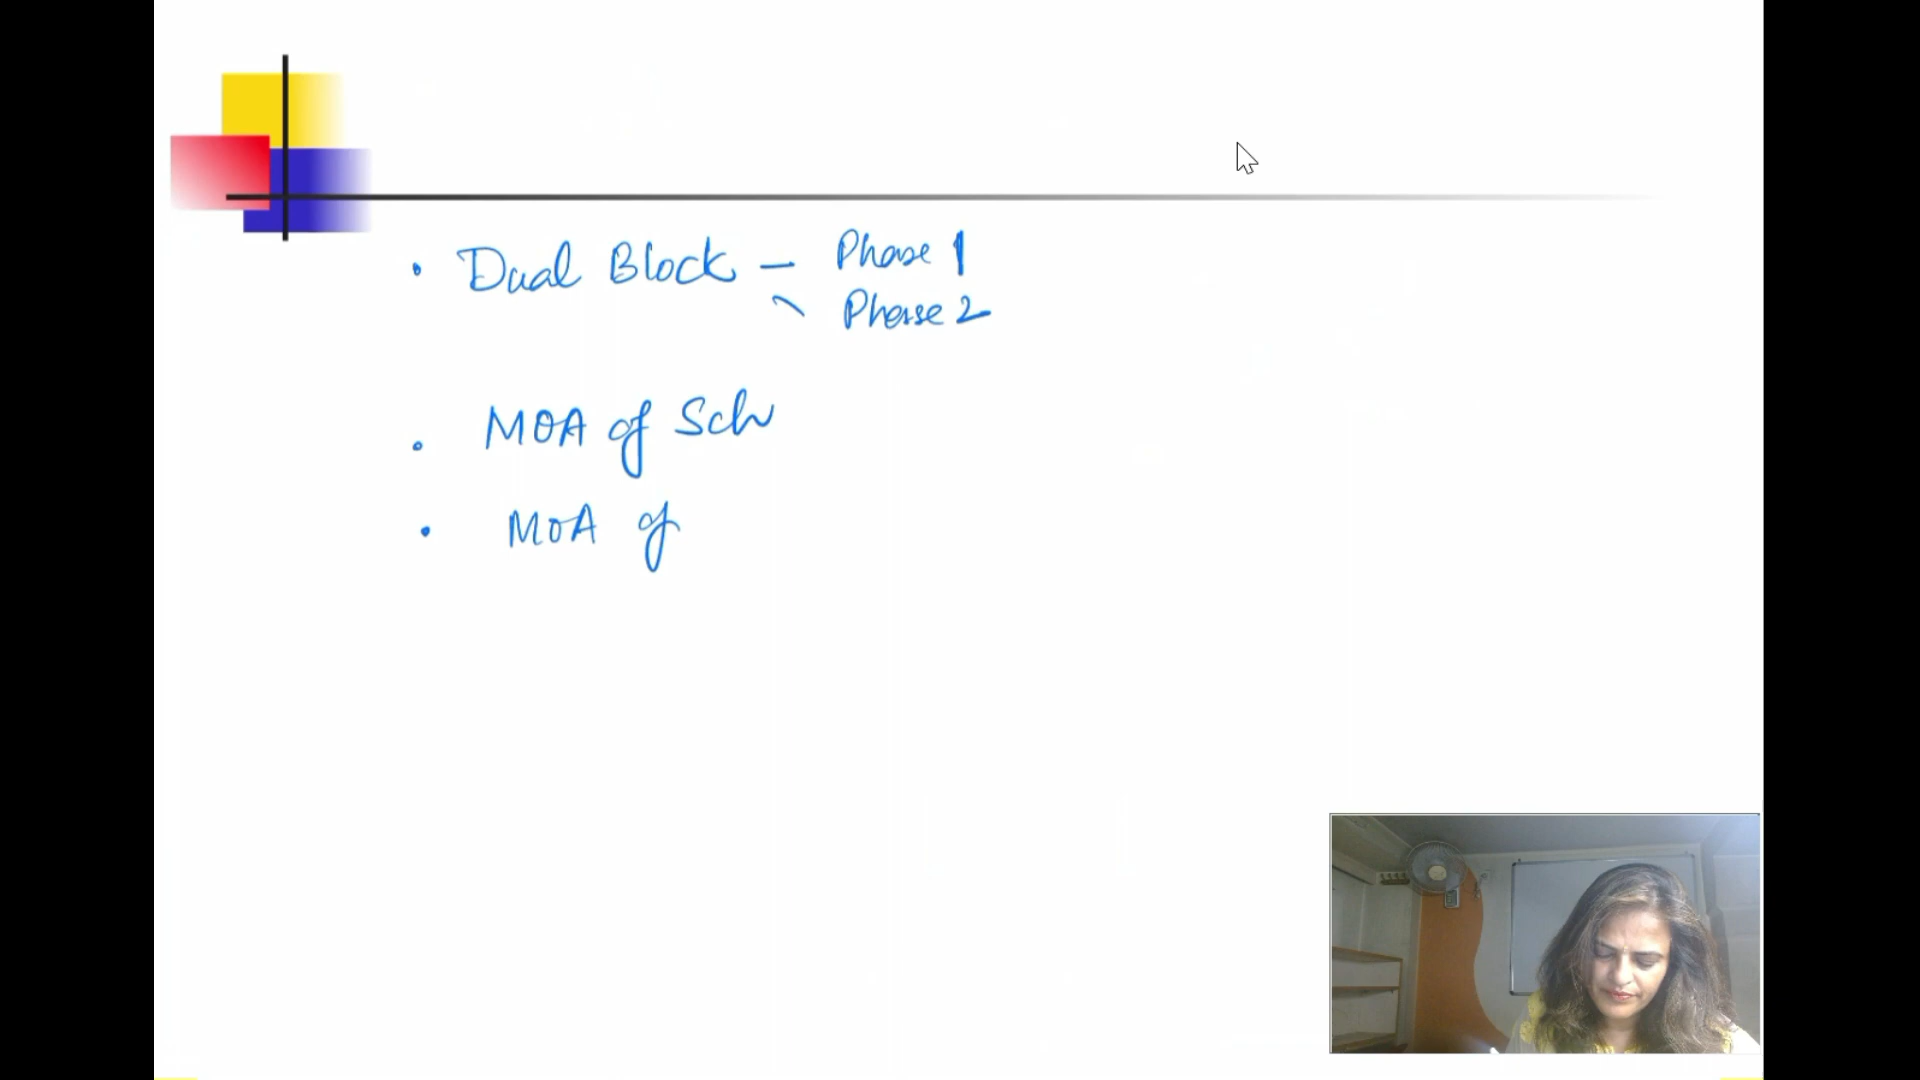 • Dual Block – Phase 1
Phase 2
• MOA of Sch
• MOA of